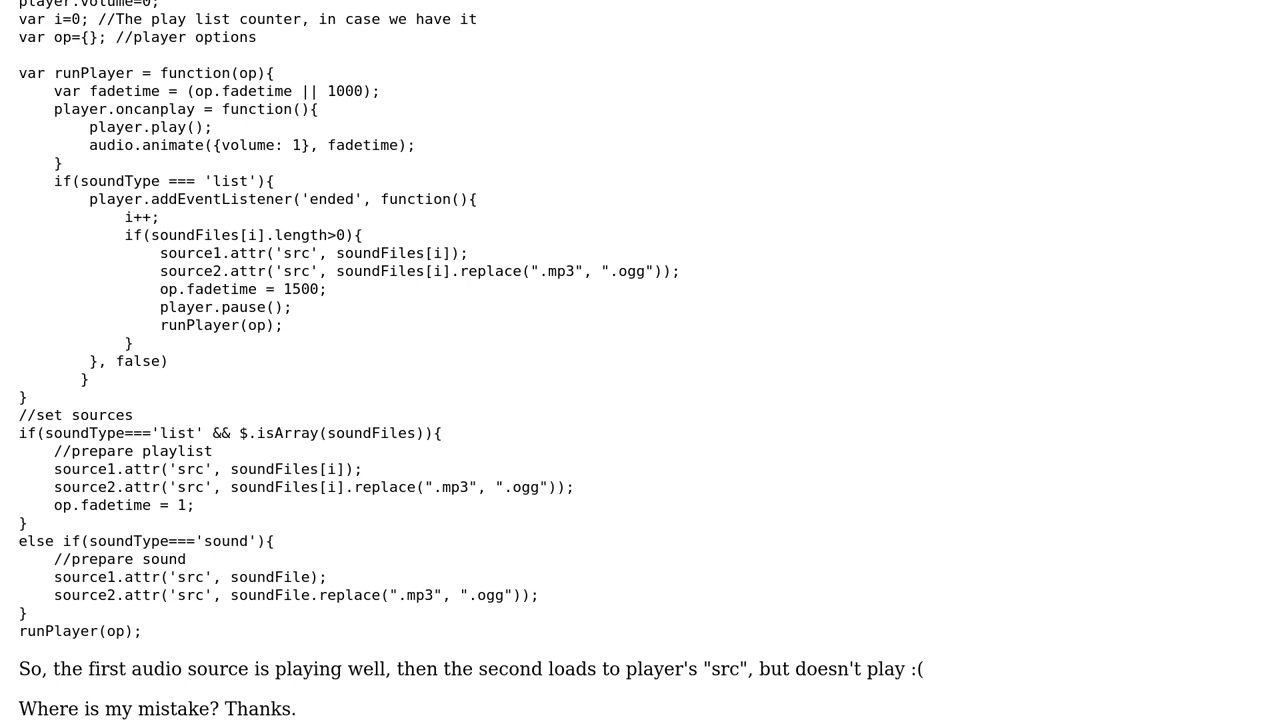 player.volume=0;
var i=0; //The play list counter, in case we have it
var op={}; //player options
var runPlayer = function(op){
    var fadetime = (op.fadetime || 1000);
    player.oncanplay = function(){
        player.play();
        audio.animate({volume: 1}, fadetime);
    }
    if(soundType === 'list'){
        player.addEventListener('ended', function(){
            i++;
            if(soundFiles[i].length>0){
                source1.attr('src', soundFiles[i]);
                source2.attr('src', soundFiles[i].replace(".mp3", ".ogg"));
                op.fadetime = 1500;
                player.pause();
                runPlayer(op);
            }
        }, false)
       }
}
//set sources
if(soundType==='list' && $.isArray(soundFiles)){
    //prepare playlist
    source1.attr('src', soundFiles[i]);
    source2.attr('src', soundFiles[i].replace(".mp3", ".ogg"));
    op.fadetime = 1;
}
else if(soundType==='sound'){
    //prepare sound
    source1.attr('src', soundFile);
    source2.attr('src', soundFile.replace(".mp3", ".ogg"));
}
runPlayer(op);
So, the first audio source is playing well, then the second loads to player's "src", but doesn't play :(
Where is my mistake? Thanks.